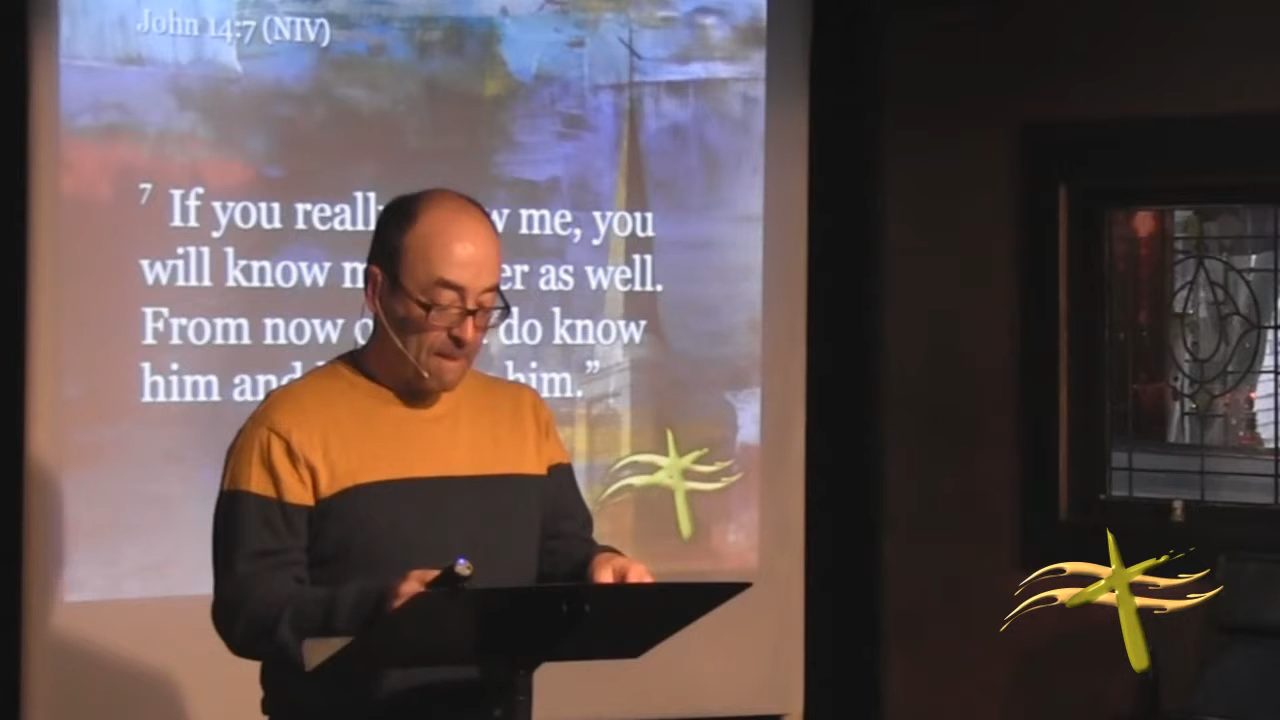 John 14:7 (NIV)
7 If you reall w me, you
will know m er as well.
From now o do know
him and him.”